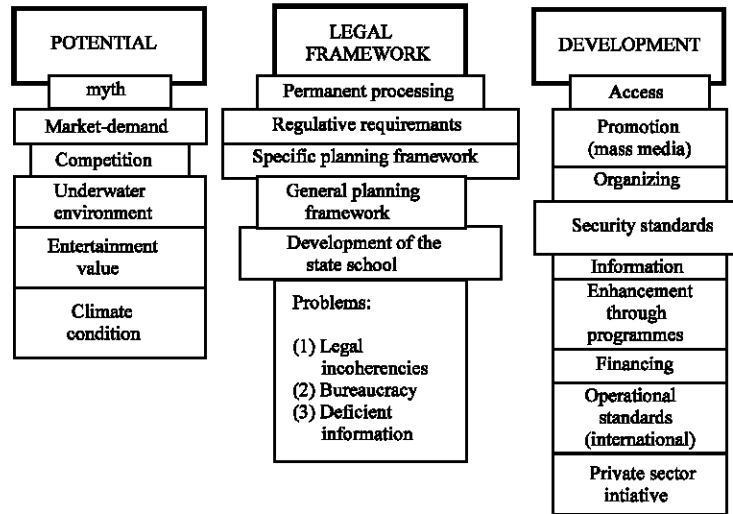 POTENTIAL
myth
Market-demand
Competition
Underwater
environment
Entertainment
value
Climate
condition
LEGAL
FRAMEWORK
Permanent processing
Regulative requiremants
Specific planning framework
General planning
framework
Development of the
state school
Problems:
(1) Legal
incoherencies
(2) Bureaucracy
(3) Deficient
information
DEVELOPMENT
Access
Promotion
(mass media)
Organizing
Security standards
Information
Enhancement
through
programmes
Financing
Operational
standards
(international)
Private sector
intiative